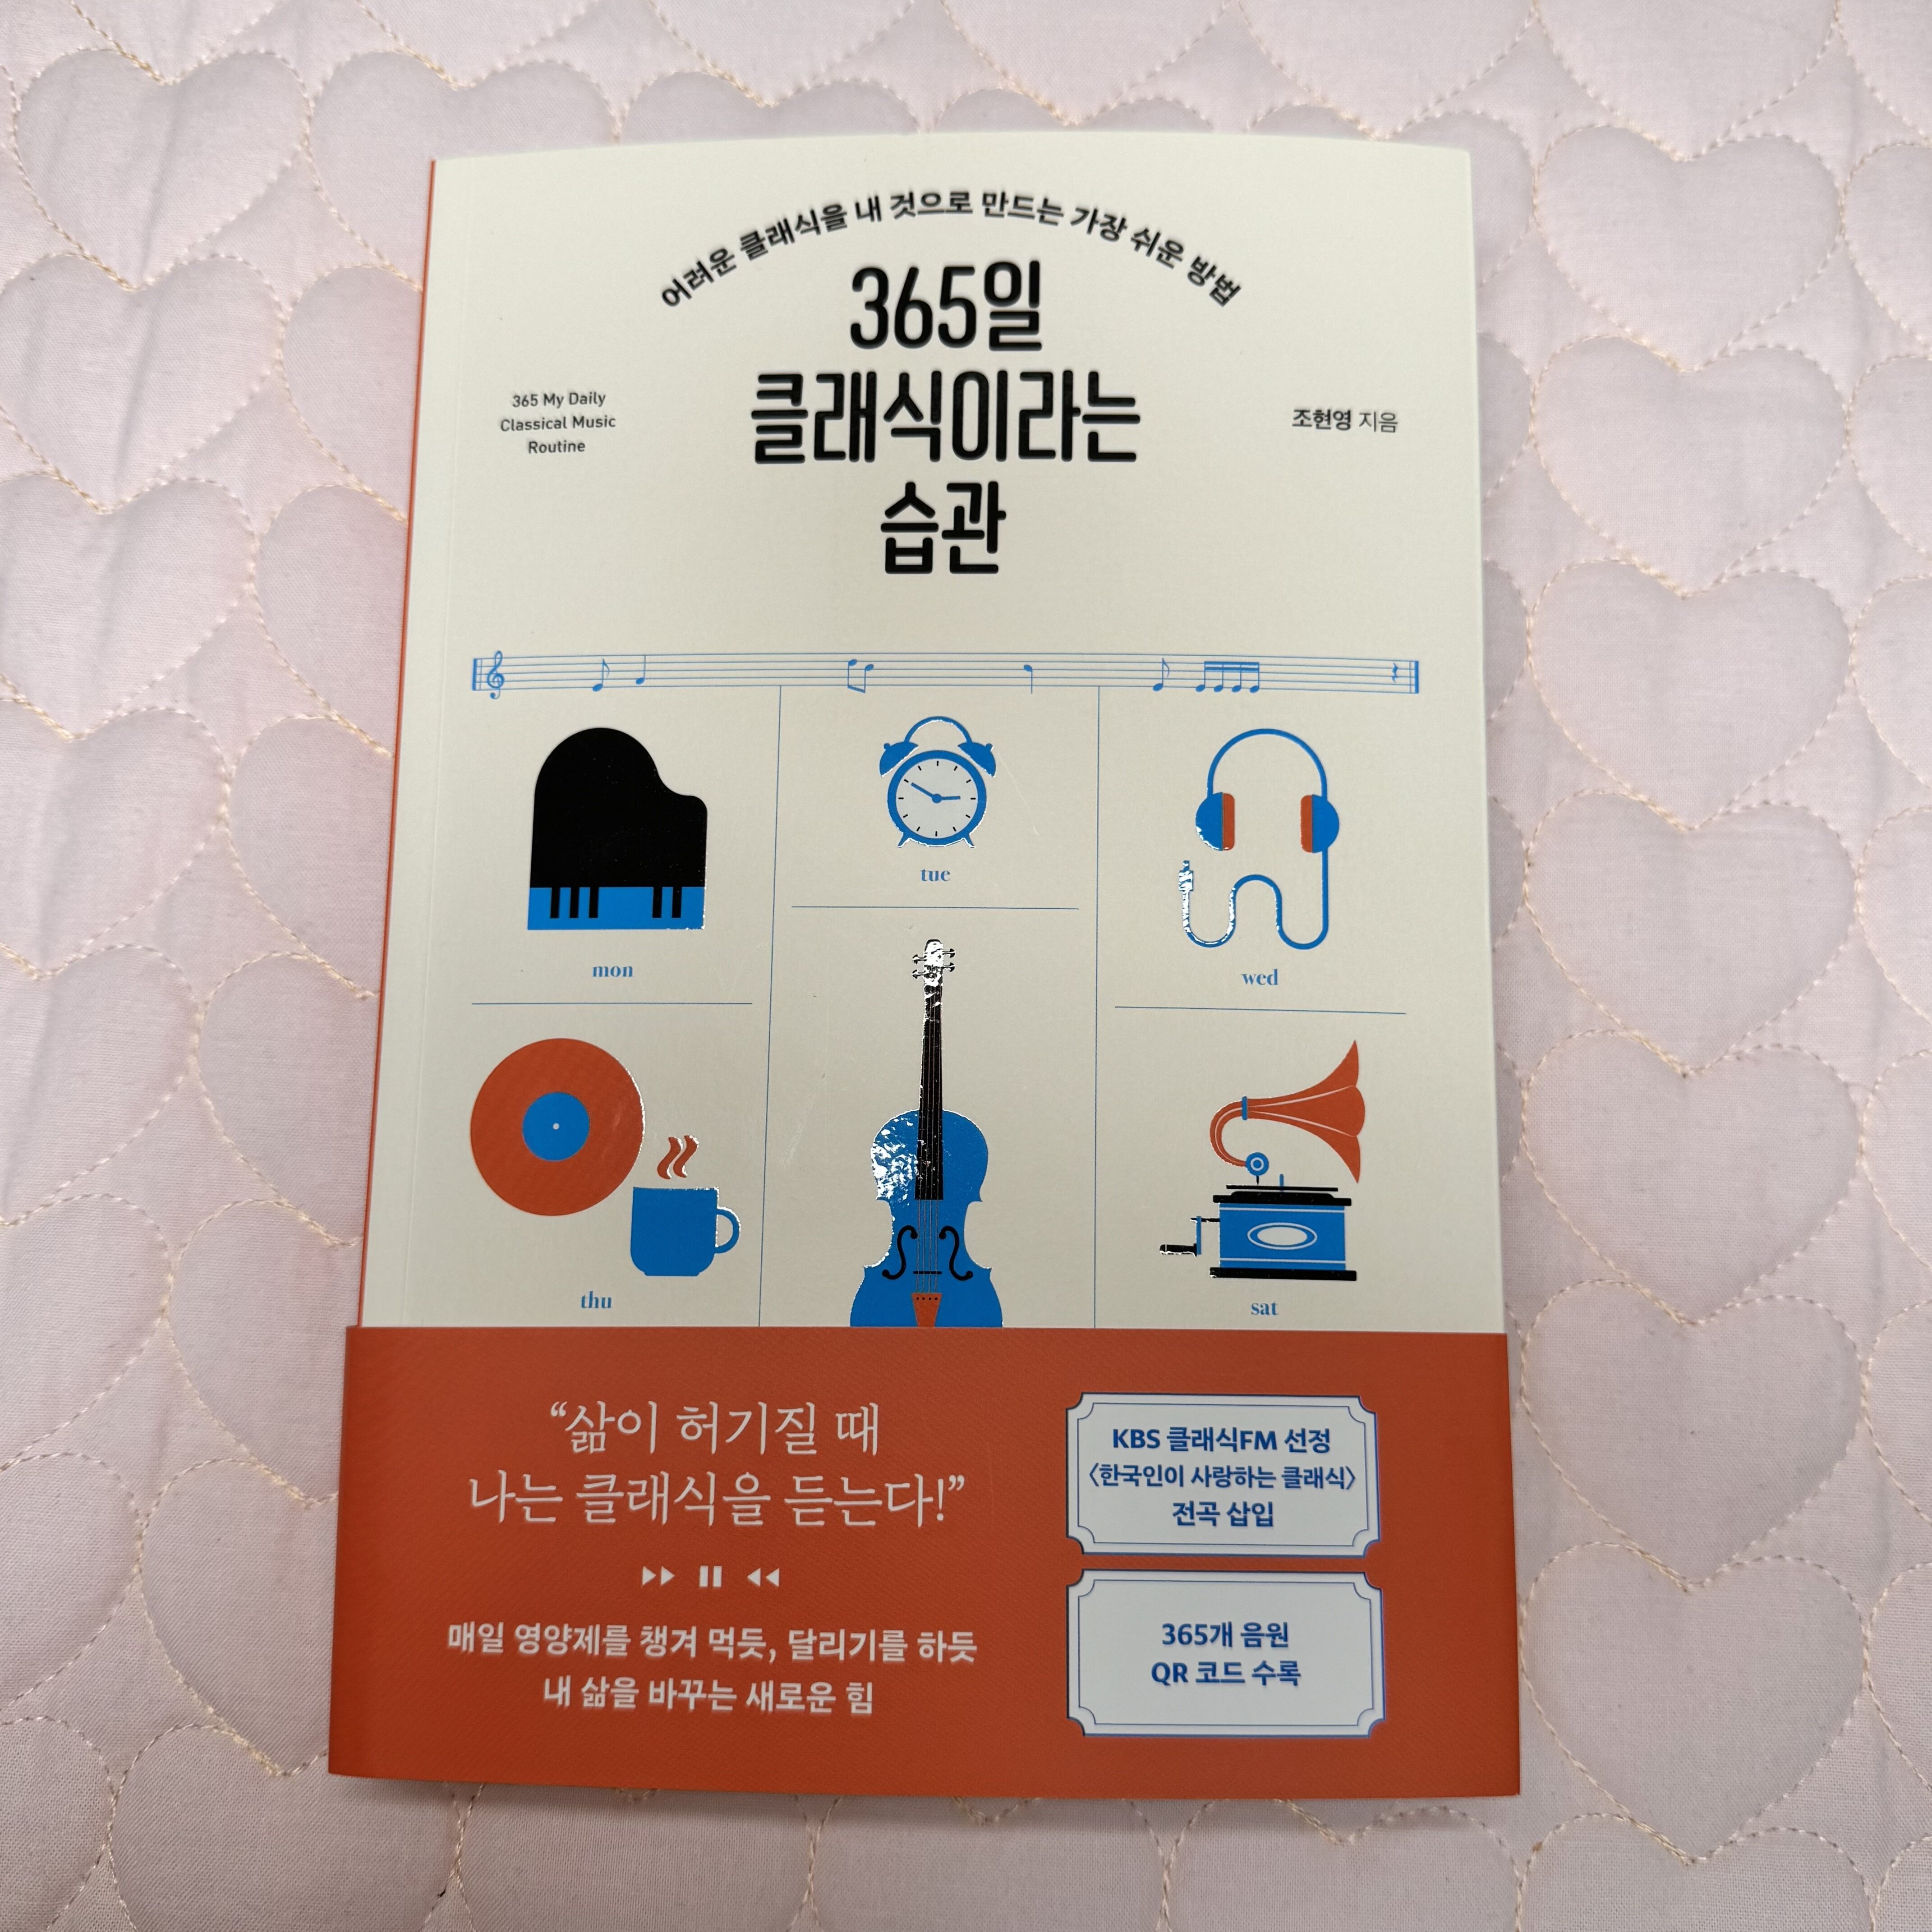 어려운 클래식을 내 것으로 만드는 가장 쉬운 방법
365일
클래식이라는
습관
365 My Daily
Classical Music
Routine
조현영 지음
mon
tue
wed
thu
sat
“삶이 허기질 때
나는 클래식을 듣는다!”
매일 영양제를 챙겨 먹듯, 달리기를 하듯
내 삶을 바꾸는 새로운 힘
KBS 클래식FM 선정
〈한국인이 사랑하는 클래식〉
전곡 삽입
365개 음원
QR 코드 수록